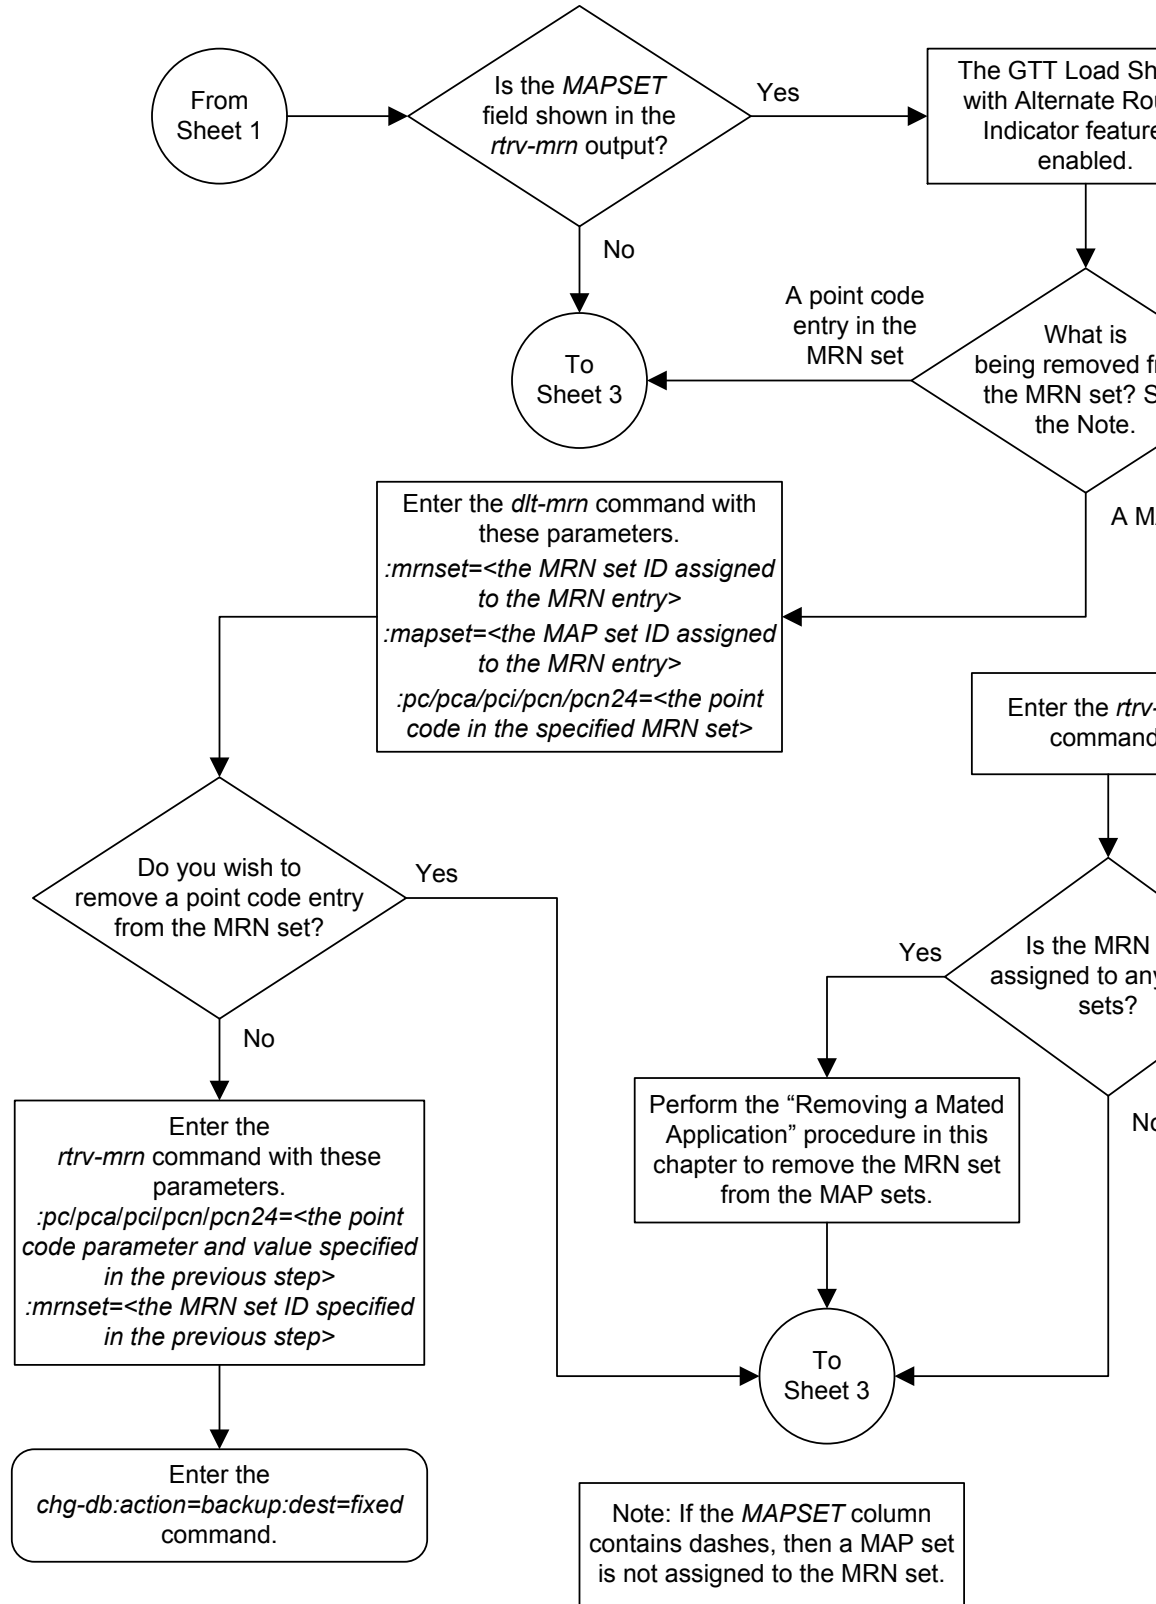 From
Sheet 1
Is the MAPSET
field shown in the
rtrv-mrn output?
Yes
The GTT Load
with Alternate
Indicator
enabled.
No
To
Sheet 3
A point code
entry in the
MRN set
What is
being removed
the MRN set?
the Note.
A
Enter the dlt-mrn command with
these parameters.
:mrnset=<the MRN set ID assigned
to the MRN entry>
:mapset=<the MAP set ID assigned
to the MRN entry>
:pc/pca/pci/pcn/pcn24=<the point
code in the specified MRN set>
Enter the
command
Do you wish to
remove a point code entry
from the MRN set?
Yes
Yes
Is the MRN
assigned to any
sets?
No
No
Perform the “Removing a Mated
Application” procedure in this
chapter to remove the MRN set
from the MAP sets.
Enter the
rtrv-mrn command with these
parameters.
:pc/pca/pci/pcn/pcn24=<the point
code parameter and value specified
in the previous step>
:mrnset=<the MRN set ID specified
in the previous step>
To
Sheet 3
Enter the
chg-db:action=backup:dest=fixed
command.
Note: If the MAPSET column
contains dashes, then a MAP set
is not assigned to the MRN set.